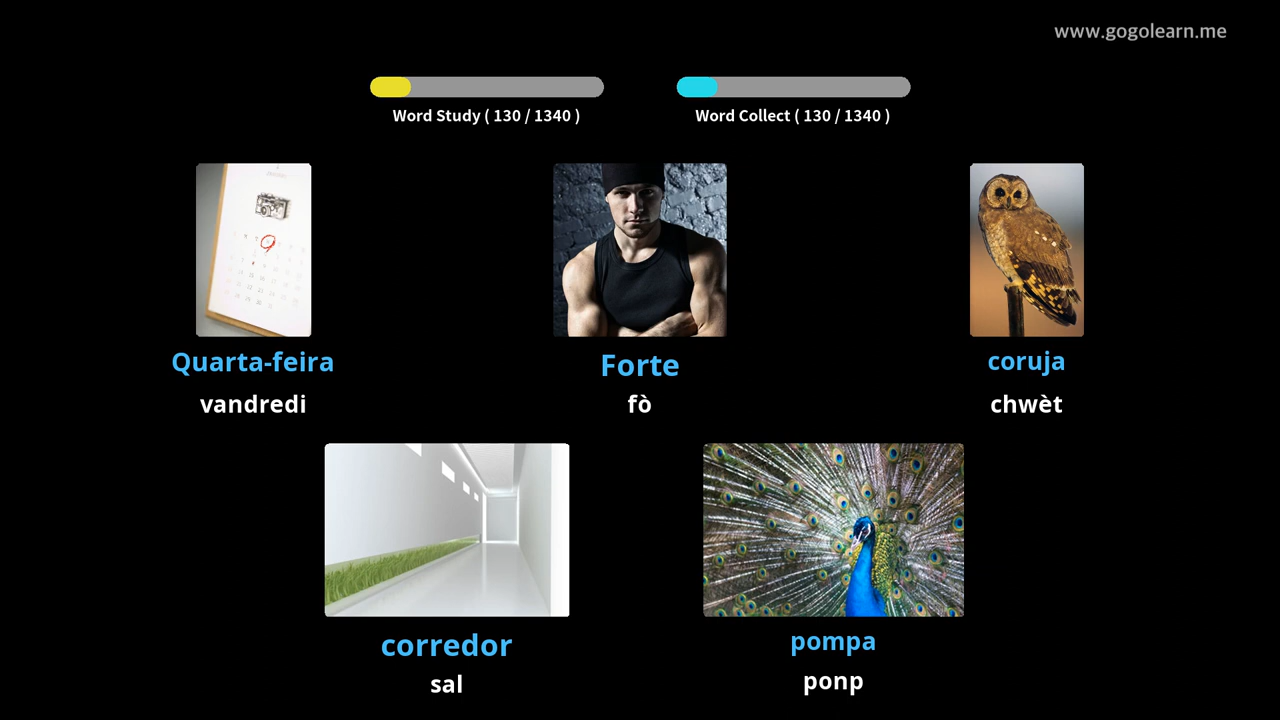 www.gogolearn.me
Word Study ( 130 / 1340 )
Word Collect ( 130 / 1340 )
Quarta-feira
Forte
coruja
vandredi
fò
chwèt
corredor
pompa
sal
ponp